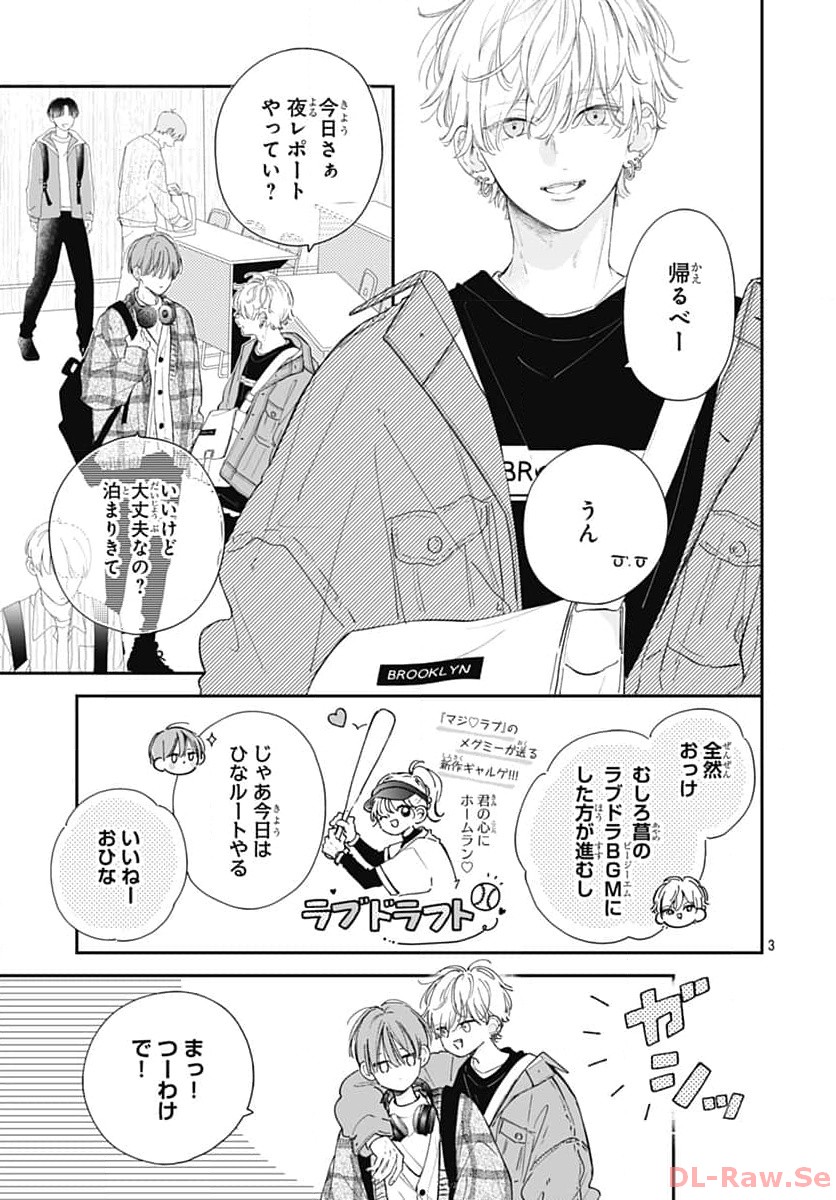 帰るべー
BR
うん
BROOKLYN
今日さぁ
夜レポート
やってい？
いいけど
大丈夫なの？
泊まりきて
全然
おっけ
むしろ菖の
ラブドラBGMに
した方が進むし
『マジ♡ラブ』の
メグミーが送る
新作ギャルゲ!!!
君の心に
ホームラン♡
ラブドラフト
じゃあ今日は
ひなルートやる
いいねー
おひな
3
ガシッ
まっ！
つーわけ
で！
DL-Raw.Se